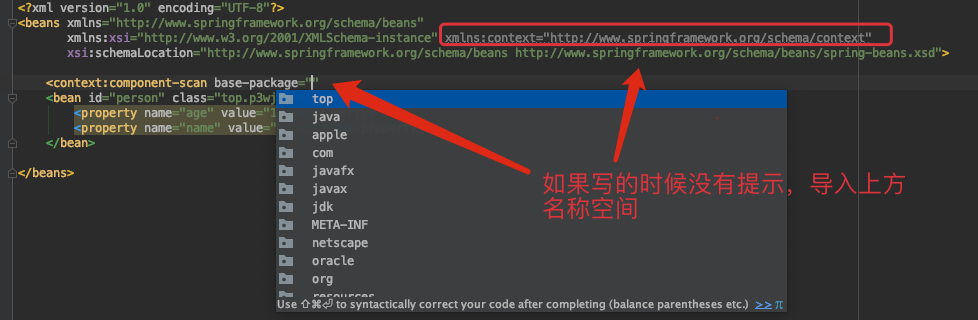 <?xml version="1.0" encoding="UTF-8"?>
<beans xmlns="http://www.springframework.org/schema/beans"
xmlns:xsi="http://www.w3.org/2001/XMLSchema-instance" xmlns:context="http://www.springframework.org/schema/context"
xsi:schemaLocation="http://www.springframework.org/schema/beans http://www.springframework.org/schema/beans/spring-beans.xsd">
<context:component-scan base-package=""
<bean id="person" class="top.p3wj
<property name="age" value="1
<property name="name" value="
</bean>
</beans>
top
java
apple
com
javafx
javax
jdk
META-INF
netscape
oracle
org
resources
Use ⇧⌘⏎ to syntactically correct your code after completing (balance parentheses etc.) >> π
如果写的时候没有提示，导入上方
名称空间